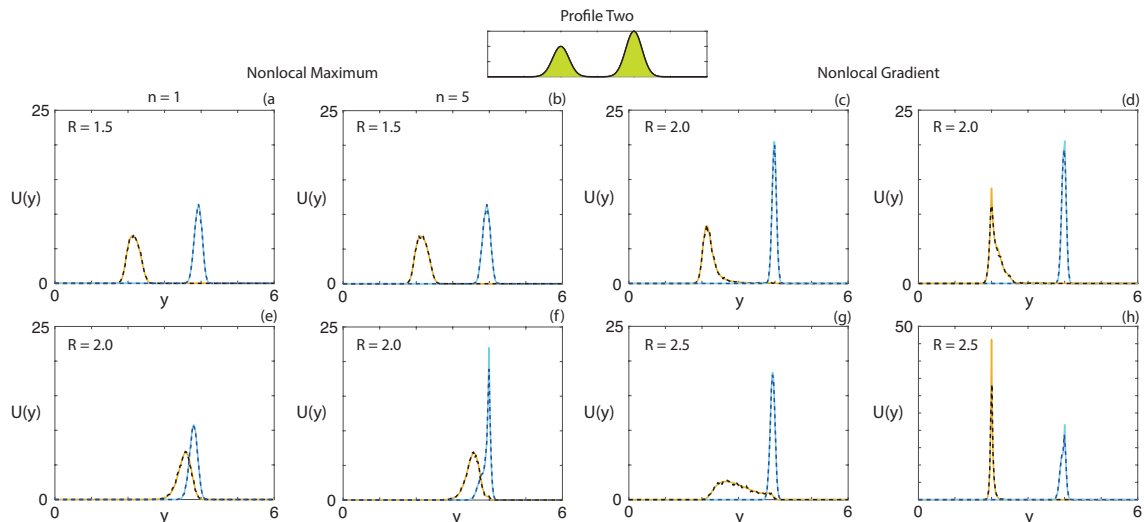 Profile Two
Nonlocal Maximum
Nonlocal Gradient
n = 1
n = 5
(a
(b)
(c)
(d)
25
R = 1.5
U(y)
0
0
y
6
25
R = 1.5
U(y)
0
0
y
6
25
R = 2.0
U(y)
0
0
y
6
25
R = 2.0
U(y)
0
0
y
6
(e)
(f)
(g)
(h)
25
R = 2.0
U(y)
0
0
y
6
25
R = 2.0
U(y)
0
0
y
6
25
R = 2.5
U(y)
0
0
y
6
50
R = 2.5
U(y)
0
0
y
6